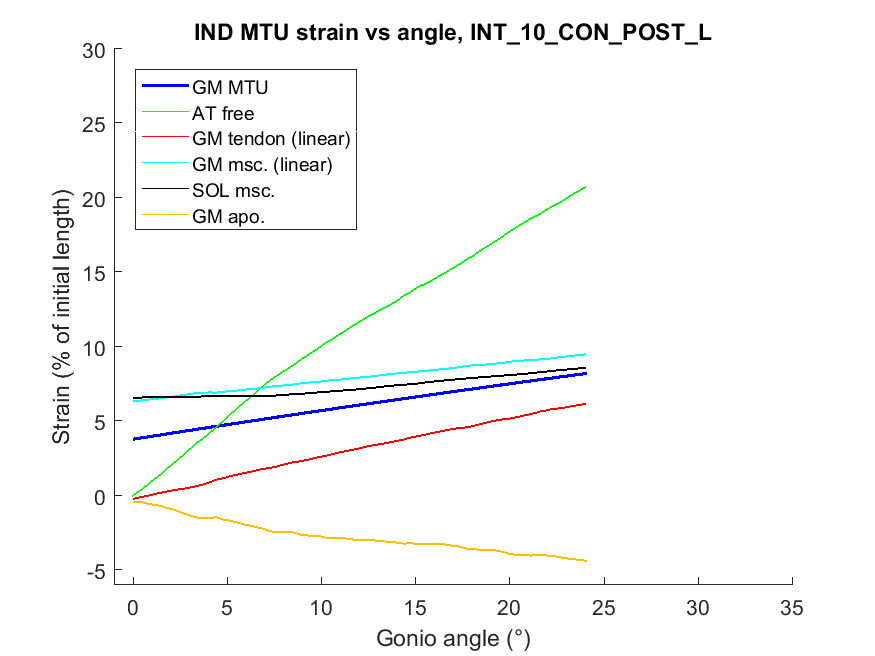 IND MTU strain vs angle, INT_10_CON_POST_L
30
25
20
15
10
5
0
-5
Strain (% of initial length)
GM MTU
AT free
GM tendon (linear)
GM msc. (linear)
SOL msc.
GM apo.
0 5 10 15 20 25 30 35
Gonio angle (°)